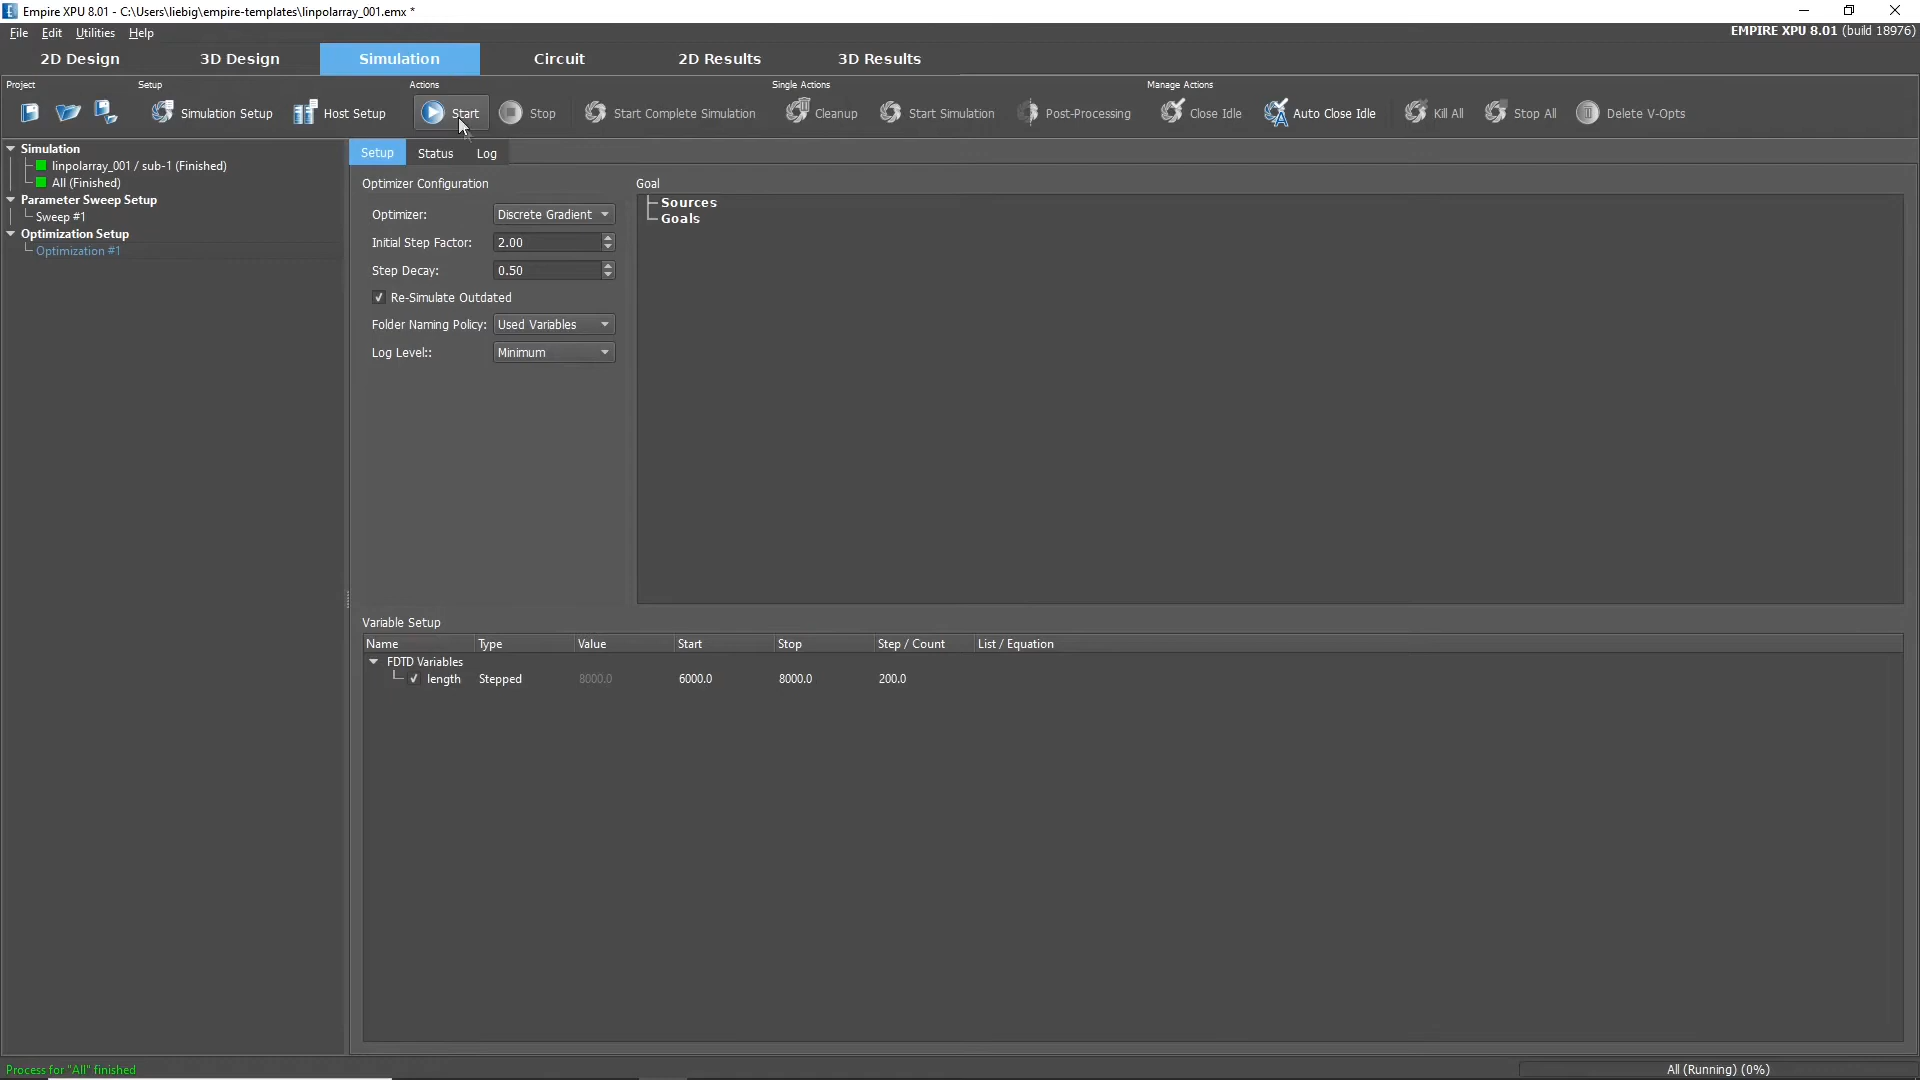 Empire XPU 8.01 - C:\Users\liebig\empire-templates\linpolarray_001.emx *
File Edit Utilities Help
EMPIRE XPU 8.01 (build 18976)
2D Design 3D Design Simulation Circuit 2D Results 3D Results
Project Setup Actions Single Actions Manage Actions
Simulation Setup Host Setup Start Stop Start Complete Simulation Cleanup Start Simulation Post-Processing Close Idle Auto Close Idle Kill All Stop All Delete V-Opts
Simulation
linpolarray_001 / sub-1 (Finished)
All (Finished)
Parameter Sweep Setup
Sweep #1
Optimization Setup
Optimization #1
Setup Status Log
Optimizer Configuration
Optimizer: Discrete Gradient
Initial Step Factor: 2.00
Step Decay: 0.50
Re-Simulate Outdated
Folder Naming Policy: Used Variables
Log Level:: Minimum
Goal
Sources
Goals
Variable Setup
Name Type Value Start Stop Step / Count List / Equation
FDTD Variables
length Stepped 8000.0 6000.0 8000.0 200.0
Process for "All" finished
All (Running) (0%)